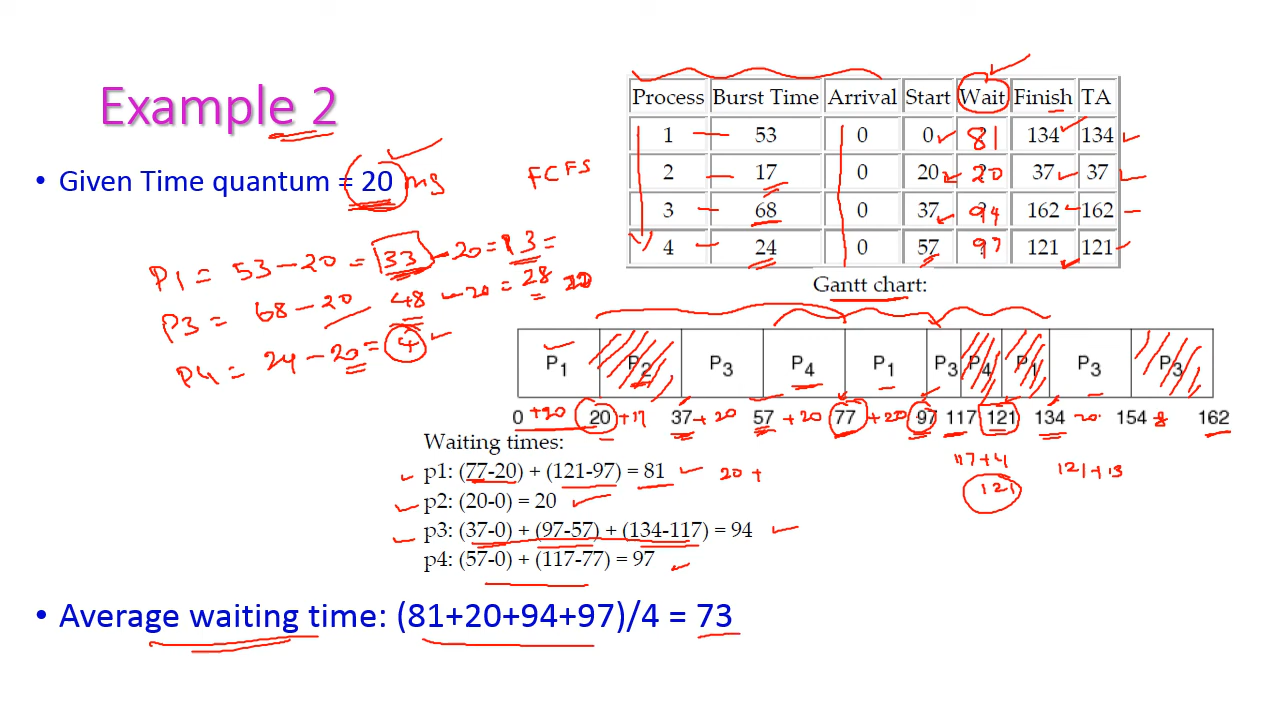 Example 2
• Given Time quantum = 20 ms
FCFS
P1 = 53-20 = 33 -20 = 13 =
P3 = 68-20 48 -20 = 28 20
P4 = 24-20 = 4
Process Burst Time Arrival Start Wait Finish TA
1 53 0 0 81 134 134
2 17 0 20 20 37 37
3 68 0 37 94 162 162
4 24 0 57 97 121 121
Gantt chart:
P1 P2 P3 P4 P1 P3 P4 P1 P3 P3
0 +20 20 +17 37 +20 57 +20 77 +20 97 117 121 134 20 154 8 162
Waiting times:
p1: (77-20) + (121-97) = 81 20 +
p2: (20-0) = 20
p3: (37-0) + (97-57) + (134-117) = 94
p4: (57-0) + (117-77) = 97
117+4
121
121+13
• Average waiting time: (81+20+94+97)/4 = 73